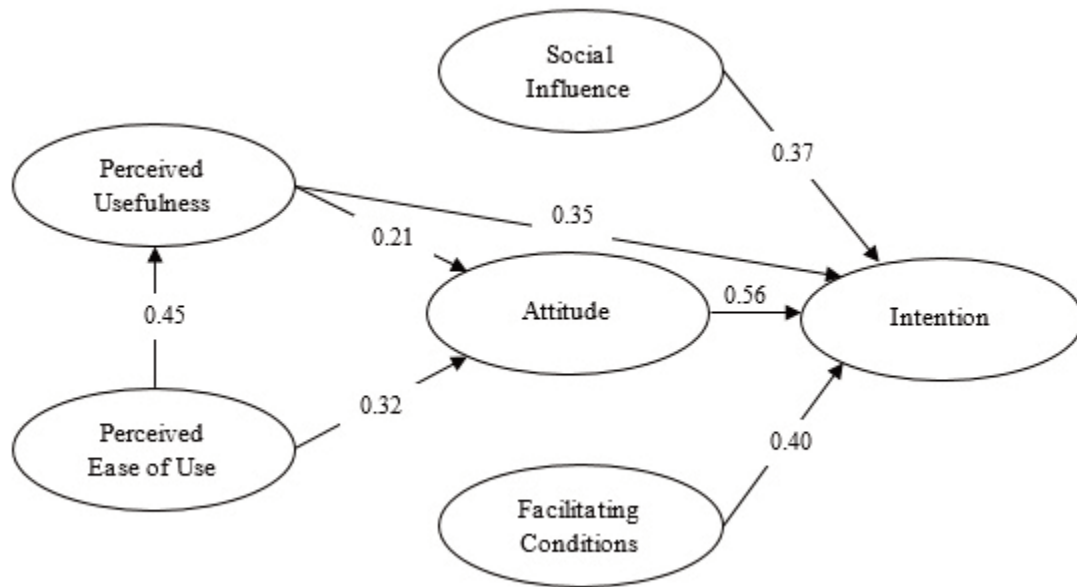 Social
Influence
0.37
Perceived
Usefulness
0.35
0.21
Attitude
0.56
Intention
0.45
0.32
Perceived
Ease of Use
0.40
Facilitating
Conditions